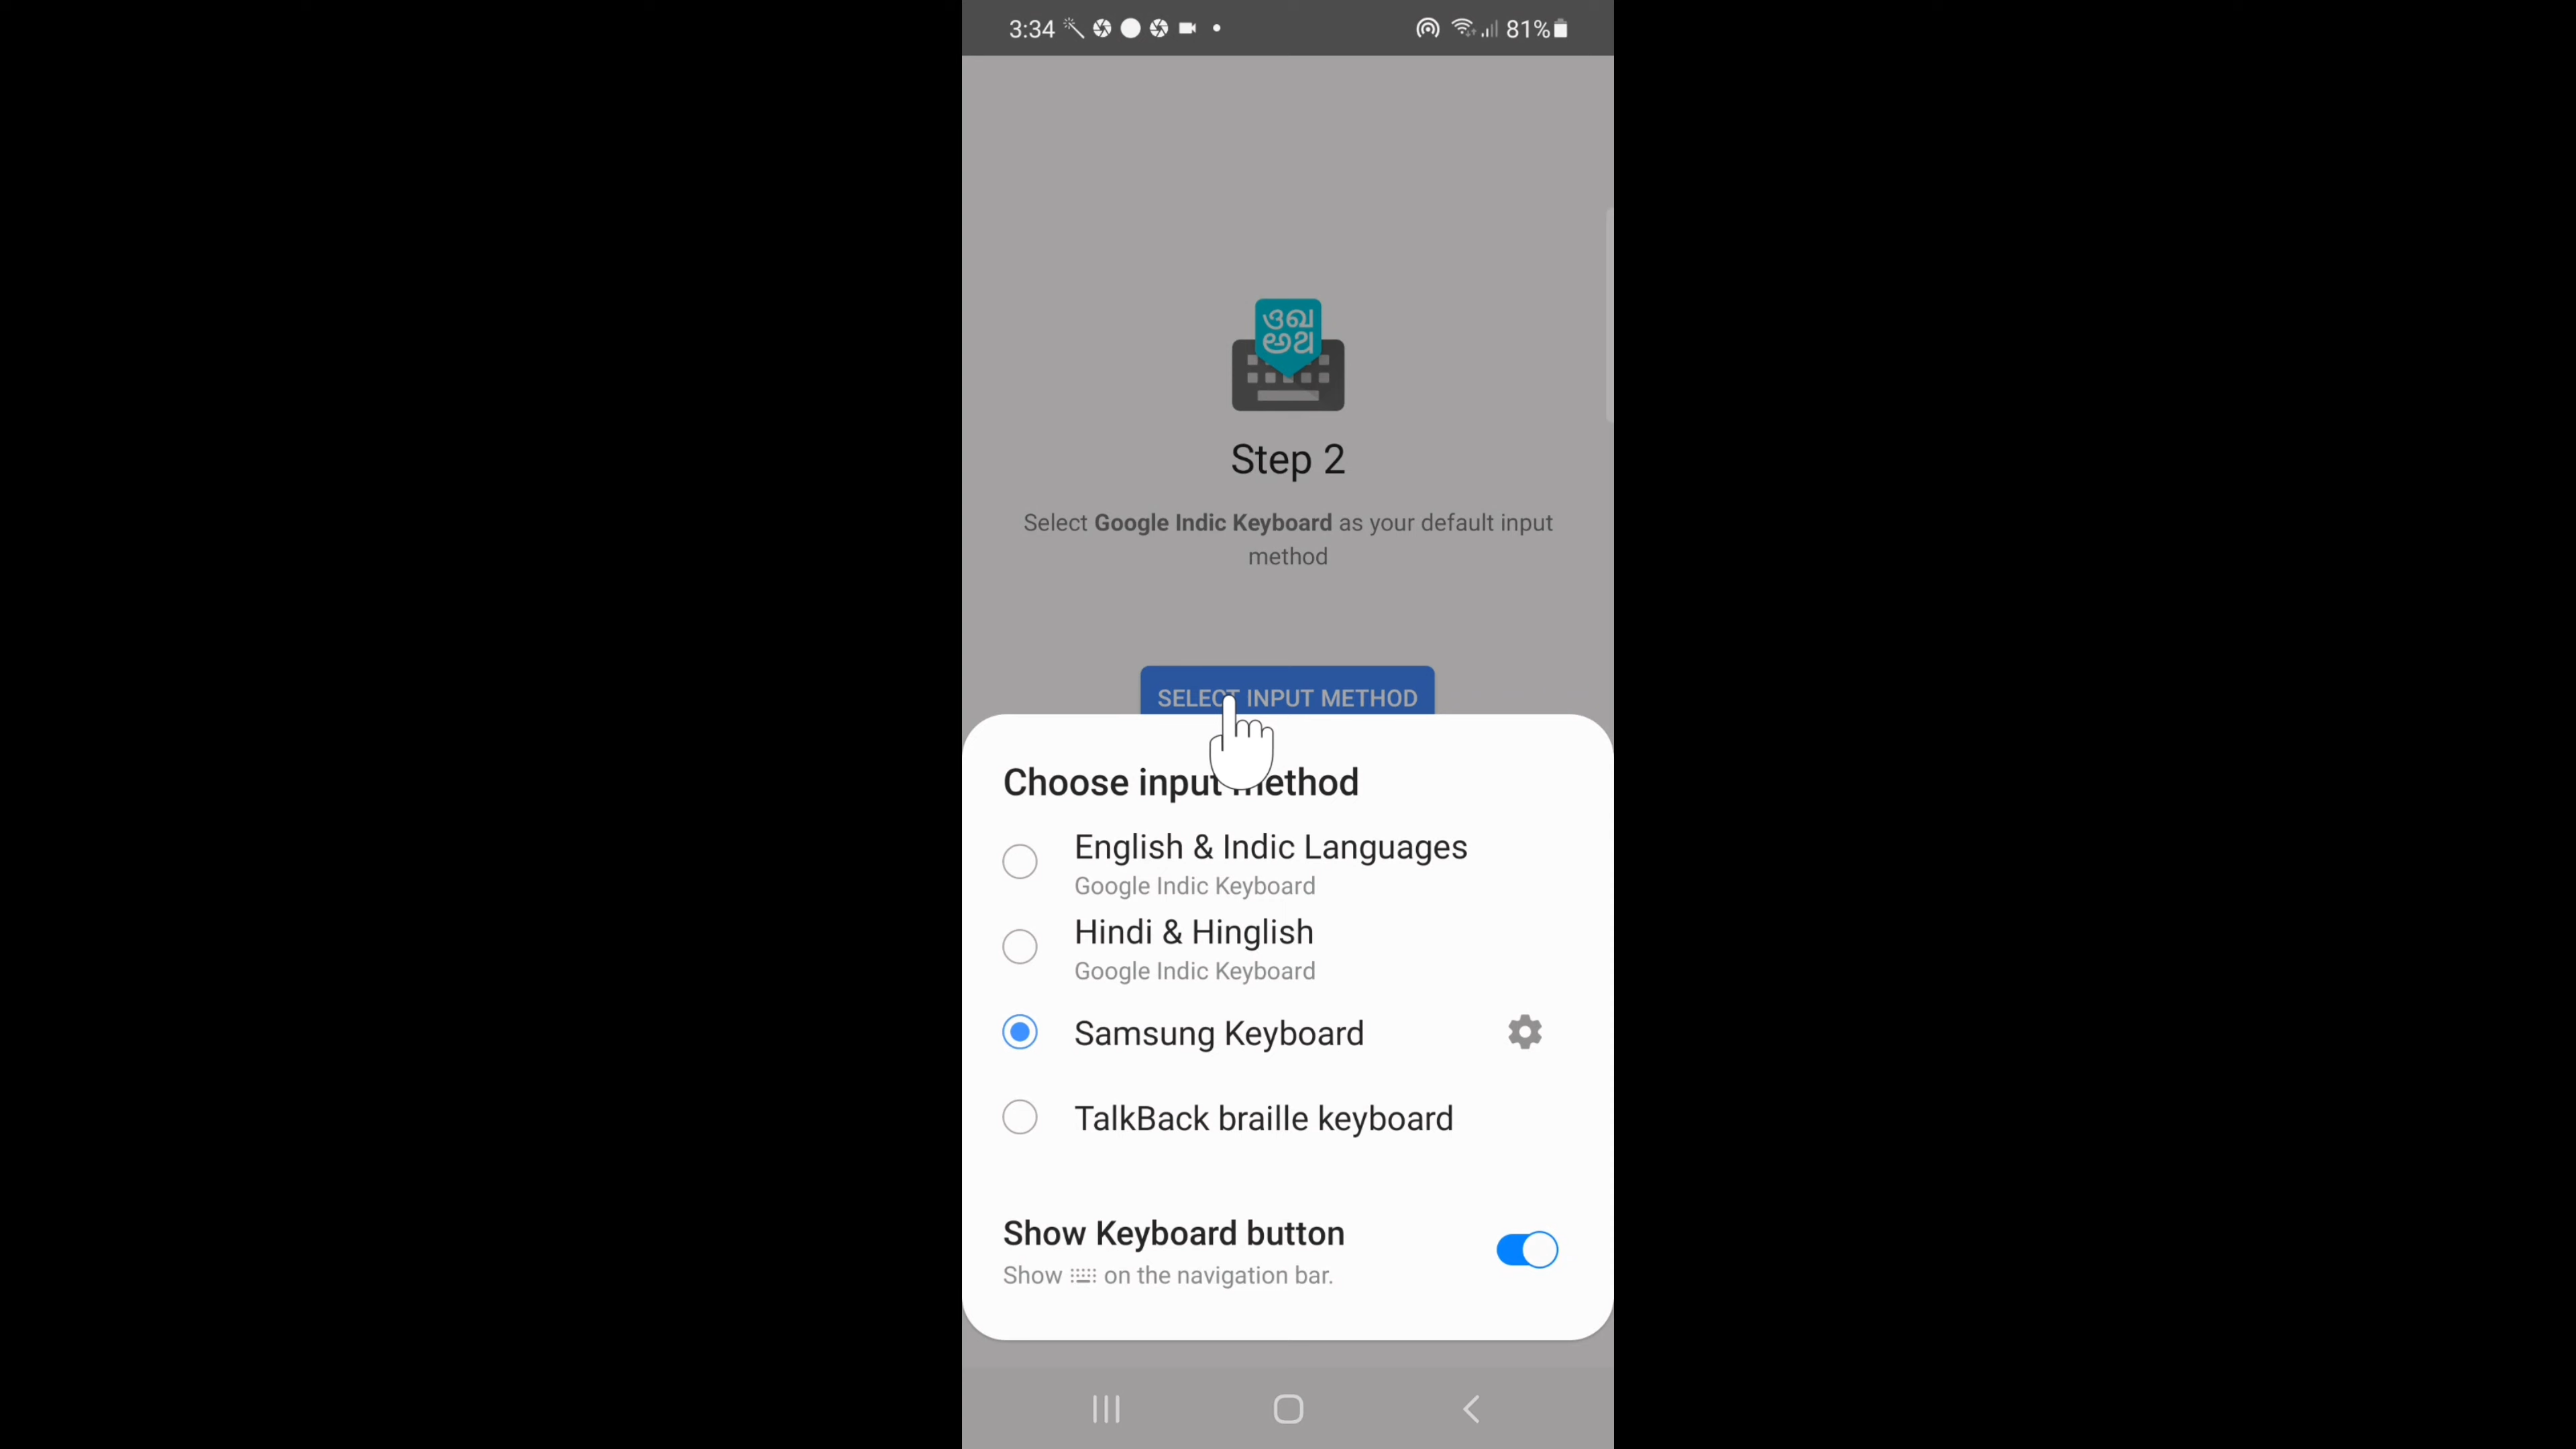 3:34 81%
ওখ
అથ
Step 2
Select Google Indic Keyboard as your default input
method
SELECT INPUT METHOD
Choose input method
English & Indic Languages
Google Indic Keyboard
Hindi & Hinglish
Google Indic Keyboard
Samsung Keyboard
TalkBack braille keyboard
Show Keyboard button
Show on the navigation bar.